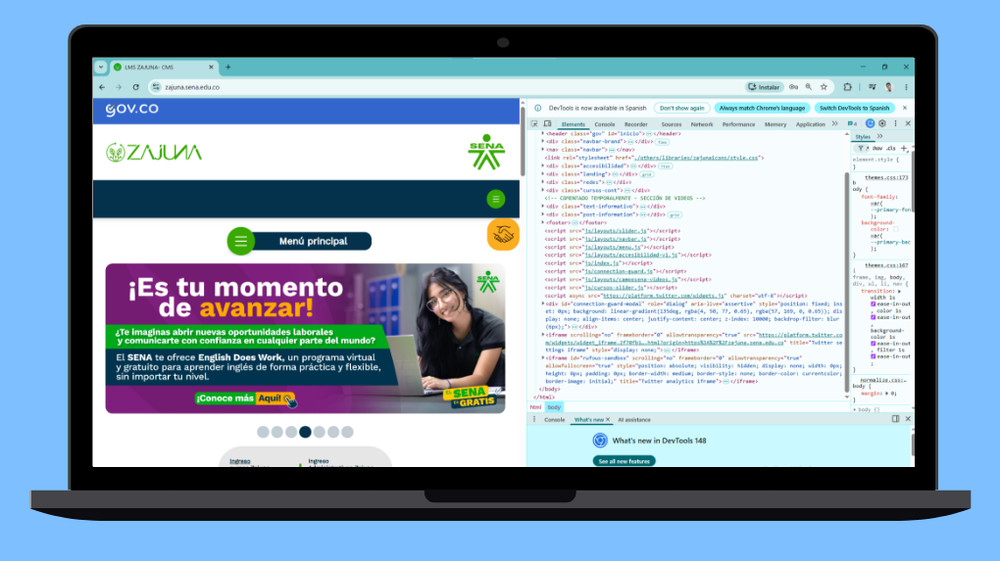 LMS ZAJUNA- CMS
zajuna.sena.edu.co
Instalar
GOV.CO
ZAJUNA
SENA
Menú principal
¡Es tu momento
de avanzar!
SENA
¿Te imaginas abrir nuevas oportunidades laborales
y comunicarte con confianza en cualquier parte del mundo?
El SENA te ofrece English Does Work, un programa virtual
y gratuito para aprender inglés de forma práctica y flexible,
sin importar tu nivel.
¡Conoce más Aquí!
EL SENA
ES GRATIS
Ingreso
Ingreso
DevTools is now available in Spanish Don't show again Always match Chrome's language Switch DevTools to Spanish
Elements Console Recorder Sources Network Performance Memory Application
<header class="gov" id="inicio"></header>
<div class="navbar-brand"></div> flex
<nav class="navbar"></nav>
<link rel="stylesheet" href="./others/libraries/zajunaicons/style.css">
<div class="accesibilidad"></div> flex
<div class="landing"></div> grid
<div class="redes"></div>
<div class="cursos-cont"></div>
<!-- COMENTADO TEMPORALMENTE - SECCIÓN DE VIDEOS -->
<div class="text-informativo"></div>
<div class="post-information"></div> grid
<footer></footer>
<script src="js/layouts/slider.js"></script>
<script src="js/layouts/navbar.js"></script>
<script src="js/layouts/menu.js"></script>
<script src="js/layouts/accesibilidad-v1.js"></script>
<script src="js/index.js"></script>
<script src="js/connection-guard.js"></script>
<script src="js/layouts/somossena-videos.js"></script>
<script src="js/cursos-slider.js"></script>
<script async src="https://platform.twitter.com/widgets.js" charset="utf-8"></script>
<div id="connection-guard-modal" role="dialog" aria-live="assertive" style="position: fixed; ins
et: 0px; background: linear-gradient(135deg, rgba(4, 50, 77, 0.65), rgba(57, 169, 0, 0.65)); dis
play: none; align-items: center; justify-content: center; z-index: 10000; backdrop-filter: blur
(6px);"></div>
<iframe scrolling="no" frameborder="0" allowtransparency="true" src="https://platform.twitter.co
title="Twitter se
ttings iframe" style="display: none;"></iframe>
<iframe id="rufous-sandbox" scrolling="no" frameborder="0" allowtransparency="true"
allowfullscreen="true" style="position: absolute; visibility: hidden; display: none; width: 0px;
height: 0px; padding: 0px; border-width: medium; border-style: none; border-color: currentcolor;
border-image: initial;" title="Twitter analytics iframe"></iframe>
</body>
</html>
html body
Styles
:hov .cls
element.style {
}
themes.css:173
b
ody {
font-family:
var(
--primary-fon
);
background-
color:
var(
--primary-bac
);
}
themes.css:167
frame, img, body,
div, ul, li, nav {
transition:
width 1s
ease-in-out
, color 1s
ease-in-out
,
background-
color 1s
ease-in-out
, filter 1s
ease-in-out
;
}
normalize.css:…
body {
margin: 0;
}
body {}
Console What's new AI assistance
What's new in DevTools 148
See all new features